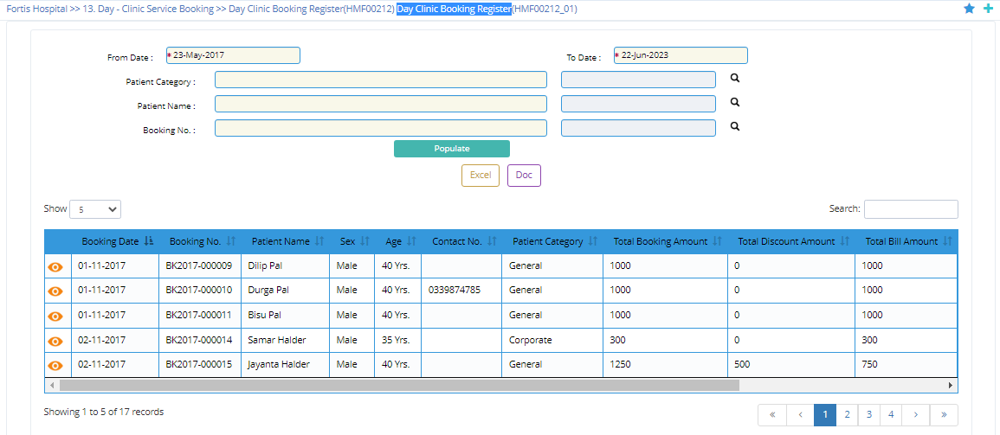 Fortis Hospital >> 13. Day - Clinic Service Booking >> Day Clinic Booking Register(HMF00212) Day Clinic Booking Register(HMF00212_01)
From Date : * 23-May-2017 To Date : * 22-Jun-2023
Patient Category :
Patient Name :
Booking No. :
Populate
Excel Doc
Show 5 Search:
Booking Date Booking No. Patient Name Sex Age Contact No. Patient Category Total Booking Amount Total Discount Amount Total Bill Amount
01-11-2017 BK2017-000009 Dilip Pal Male 40 Yrs. General 1000 0 1000
01-11-2017 BK2017-000010 Durga Pal Male 40 Yrs. 0339874785 General 1000 0 1000
01-11-2017 BK2017-000011 Bisu Pal Male 40 Yrs. General 1000 0 1000
02-11-2017 BK2017-000014 Samar Halder Male 35 Yrs. Corporate 300 0 300
02-11-2017 BK2017-000015 Jayanta Halder Male 40 Yrs. General 1250 500 750
Showing 1 to 5 of 17 records « ‹ 1 2 3 4 › »